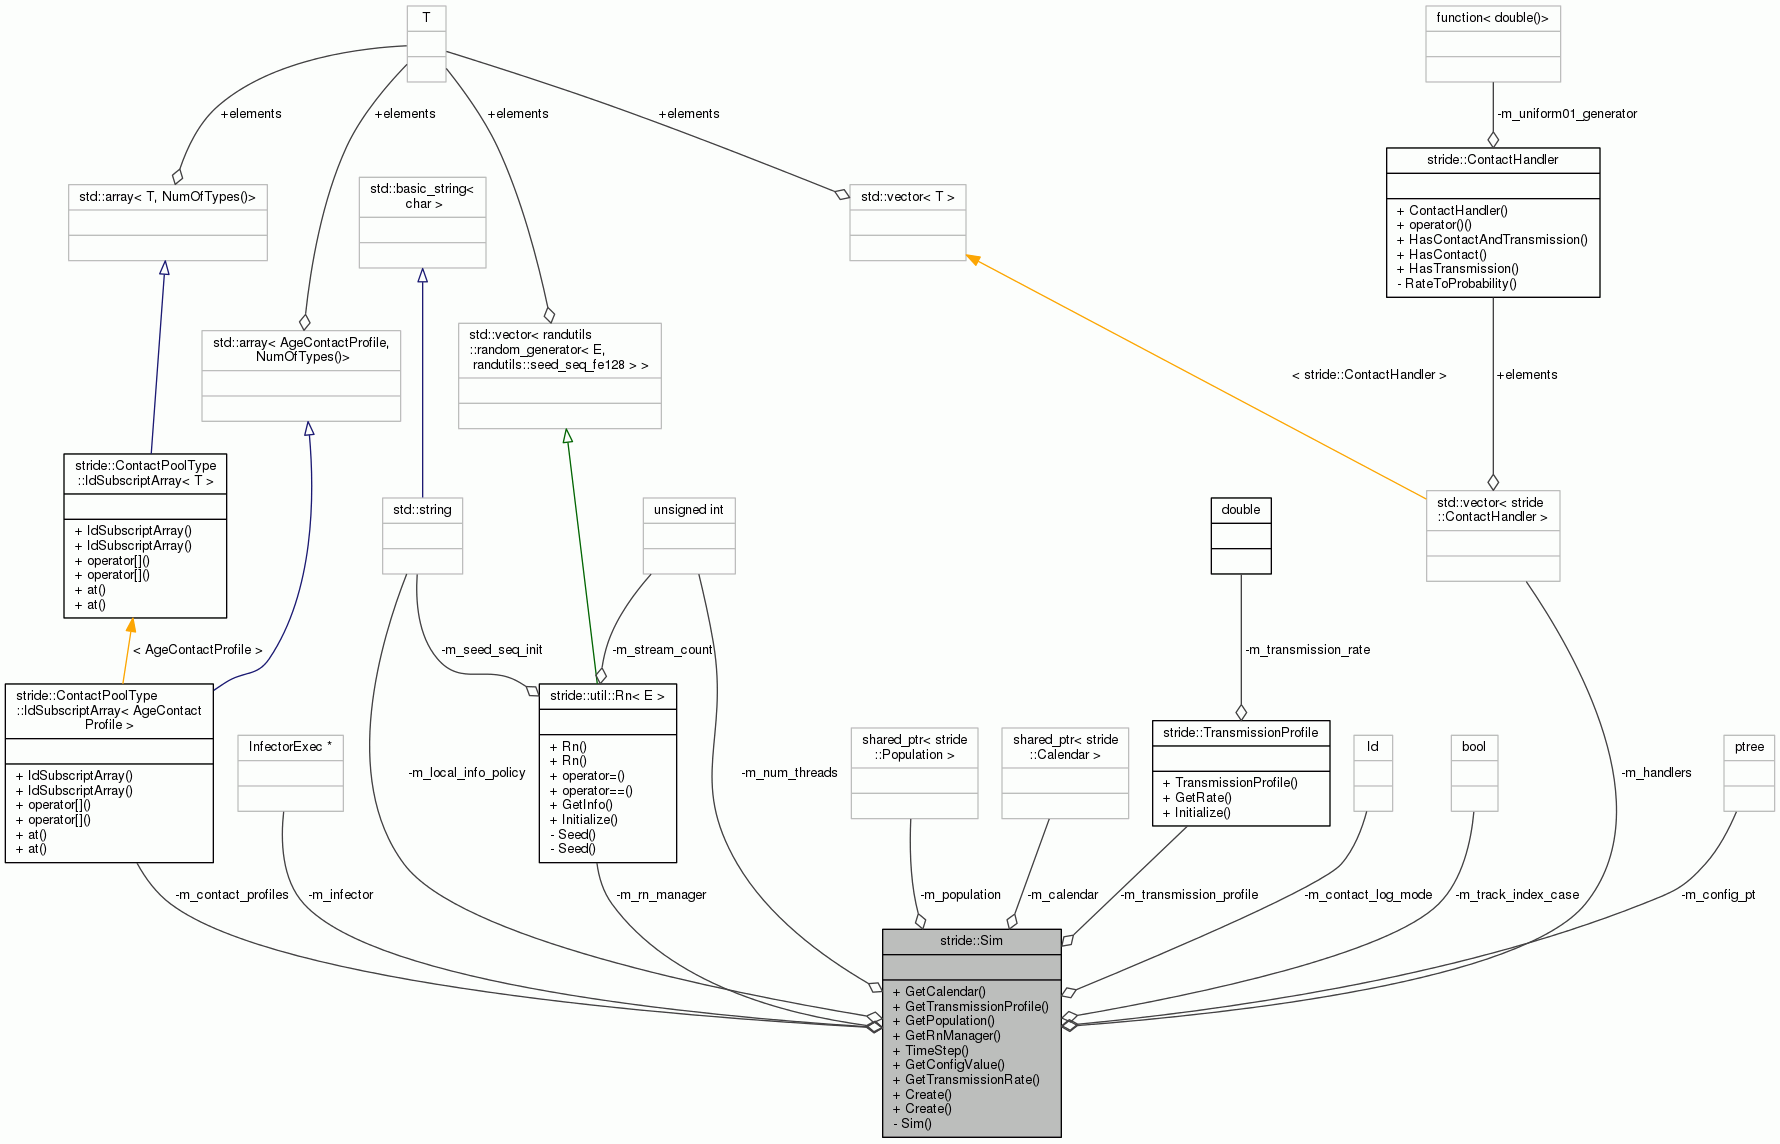 T
function< double()>
+elements
+elements
+elements
+elements
-m_uniform01_generator
std::array< T, NumOfTypes()>
std::basic_string<
char >
std::vector< T >
stride::ContactHandler
+ ContactHandler()
+ operator()()
+ HasContactAndTransmission()
+ HasContact()
+ HasTransmission()
- RateToProbability()
std::array< AgeContactProfile,
NumOfTypes()>
std::vector< randutils
::random_generator< E,
randutils::seed_seq_fe128 > >
< stride::ContactHandler >
+elements
stride::ContactPoolType
::IdSubscriptArray< T >
+ IdSubscriptArray()
+ IdSubscriptArray()
+ operator[]()
+ operator[]()
+ at()
+ at()
std::string
unsigned int
double
std::vector< stride
::ContactHandler >
< AgeContactProfile >
-m_seed_seq_init
-m_stream_count
-m_transmission_rate
stride::ContactPoolType
::IdSubscriptArray< AgeContact
Profile >
+ IdSubscriptArray()
+ IdSubscriptArray()
+ operator[]()
+ operator[]()
+ at()
+ at()
InfectorExec *
-m_local_info_policy
stride::util::Rn< E >
+ Rn()
+ Rn()
+ operator=()
+ operator==()
+ GetInfo()
+ Initialize()
- Seed()
- Seed()
-m_num_threads
shared_ptr< stride
::Population >
shared_ptr< stride
::Calendar >
stride::TransmissionProfile
+ TransmissionProfile()
+ GetRate()
+ Initialize()
Id
bool
-m_handlers
ptree
-m_contact_profiles
-m_infector
-m_rn_manager
-m_population
-m_calendar
-m_transmission_profile
-m_contact_log_mode
-m_track_index_case
-m_config_pt
stride::Sim
+ GetCalendar()
+ GetTransmissionProfile()
+ GetPopulation()
+ GetRnManager()
+ TimeStep()
+ GetConfigValue()
+ GetTransmissionRate()
+ Create()
+ Create()
- Sim()